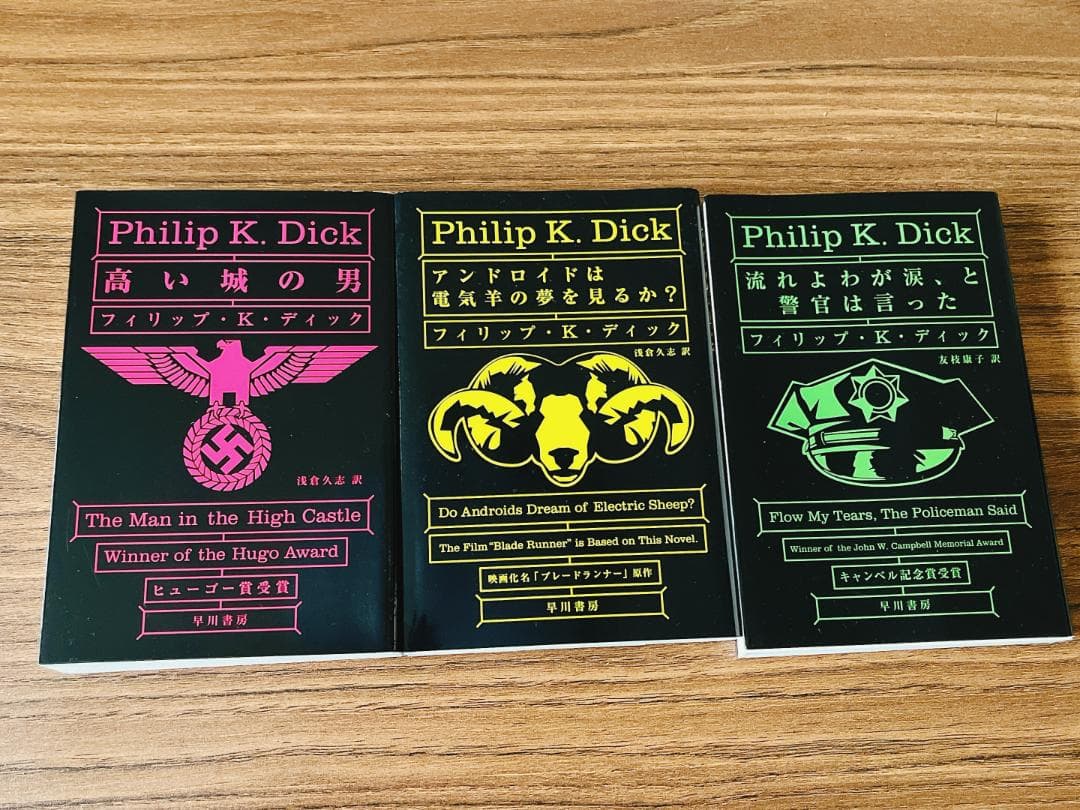 Philip K. Dick
高い城の男
フィリップ・K・ディック
浅倉久志 訳
The Man in the High Castle
Winner of the Hugo Award
ヒューゴー賞受賞
早川書房
Philip K. Dick
アンドロイドは
電気羊の夢を見るか?
フィリップ・K・ディック
浅倉久志 訳
Do Androids Dream of Electric Sheep?
The Film “Blade Runner” is Based on This Novel.
映画化名「ブレードランナー」原作
早川書房
Philip K. Dick
流れよわが涙、と
警官は言った
フィリップ・K・ディック
友枝康子 訳
Flow My Tears, The Policeman Said
Winner of the John W. Campbell Memorial Award
キャンベル記念賞受賞
早川書房